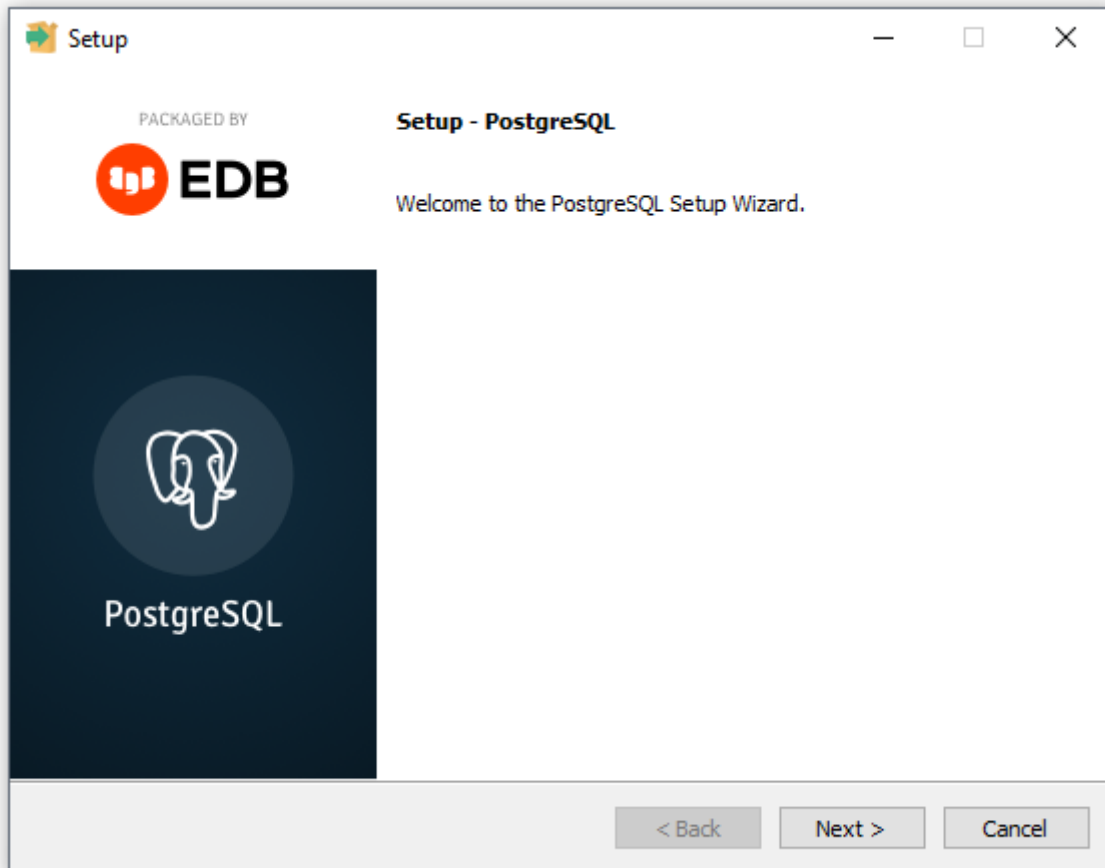 Setup
PACKAGED BY
EDB
Setup - PostgreSQL
Welcome to the PostgreSQL Setup Wizard.
PostgreSQL
< Back
Next >
Cancel